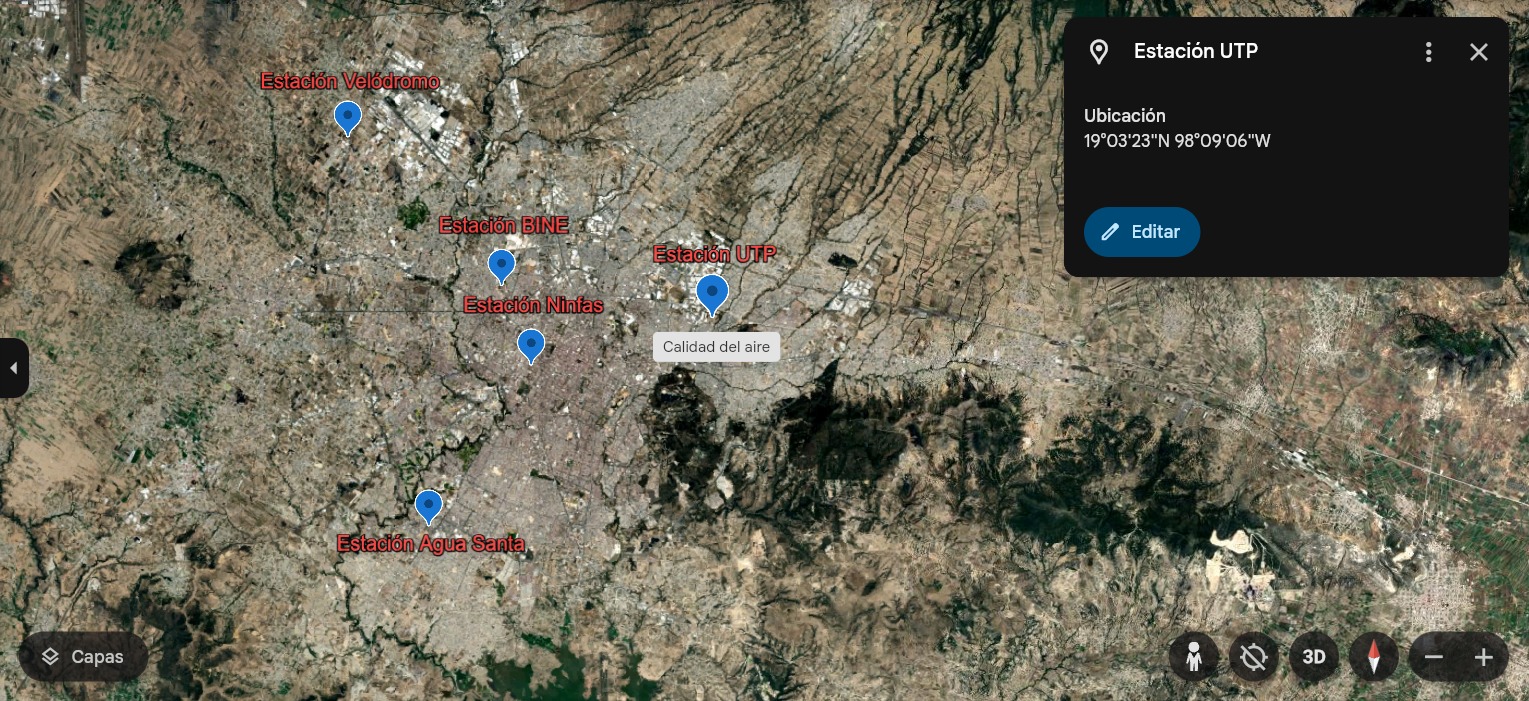 Estación UTP
Ubicación
19°03'23"N 98°09'06"W
Editar
Estación Velódromo
Estación BINE
Estación UTP
Estación Ninfas
Calidad del aire
Estación Agua Santa
Capas
3D